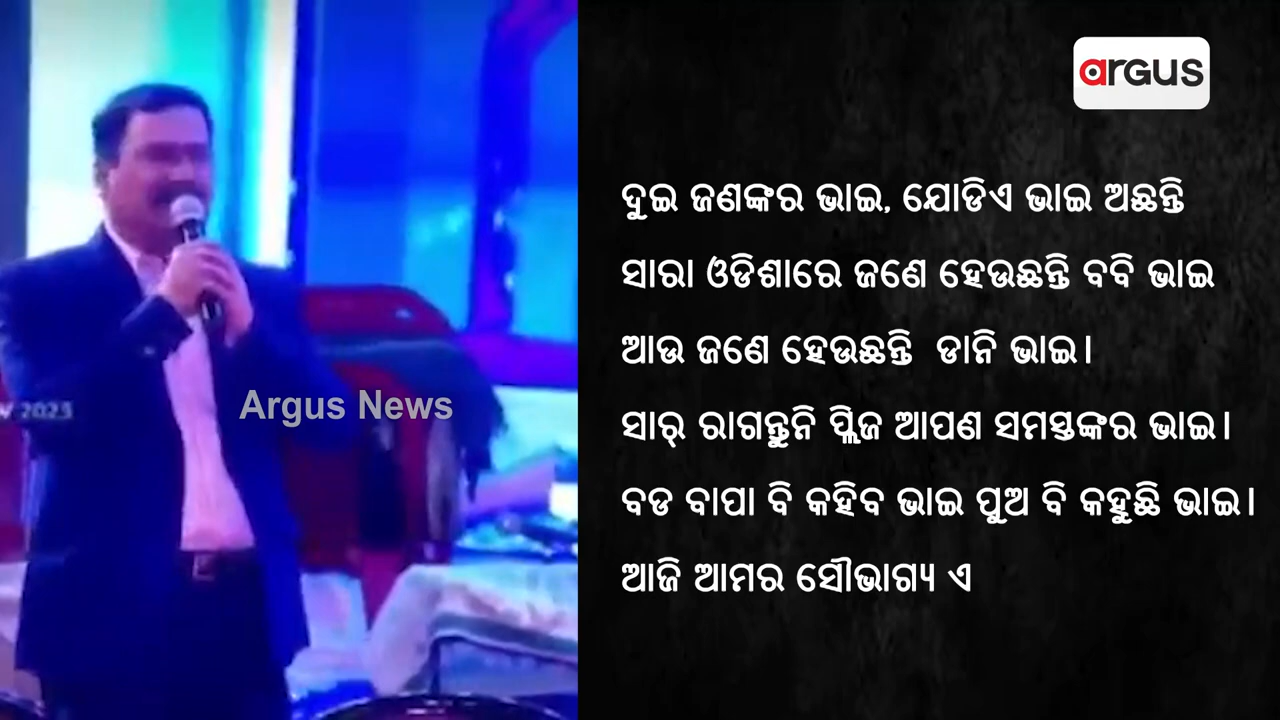 argus
ଦୁଇ ଜଣଙ୍କର ଭାଇ, ଯୋଡିଏ ଭାଇ ଅଛନ୍ତି
ସାରା ଓଡିଶାରେ ଜଣେ ହେଉଛନ୍ତି ବବି ଭାଇ
ଆଉ ଜଣେ ହେଉଛନ୍ତି ଡାନି ଭାଇ।
ସାର୍ ରାଗନ୍ତୁନି ପ୍ଲିଜ ଆପଣ ସମସ୍ତଙ୍କର ଭାଇ।
ବଡ ବାପା ବି କହିବ ଭାଇ ପୁଅ ବି କହୁଛି ଭାଇ।
ଆଜି ଆମର ସୌଭାଗ୍ୟ ଏ
Argus News
2023